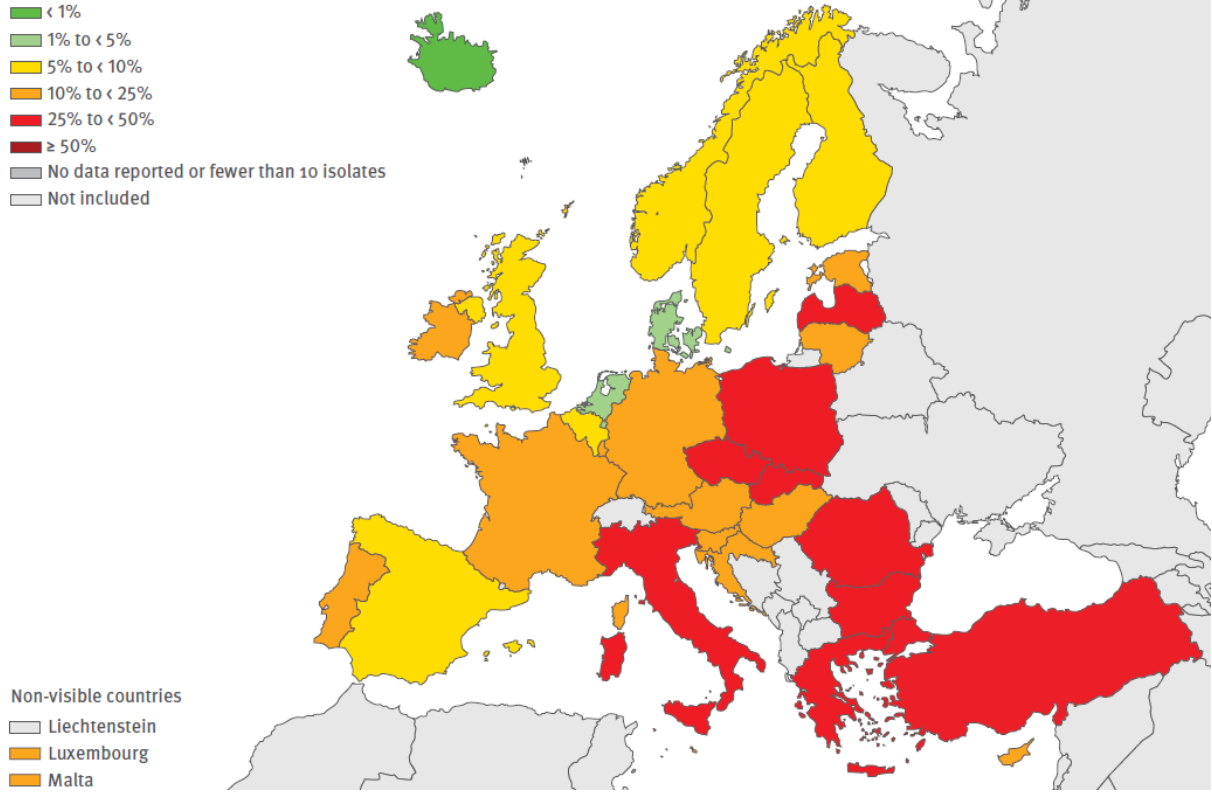 < 1%
1% to < 5%
5% to < 10%
10% to < 25%
25% to < 50%
≥ 50%
No data reported or fewer than 10 isolates
Not included
Non-visible countries
Liechtenstein
Luxembourg
Malta